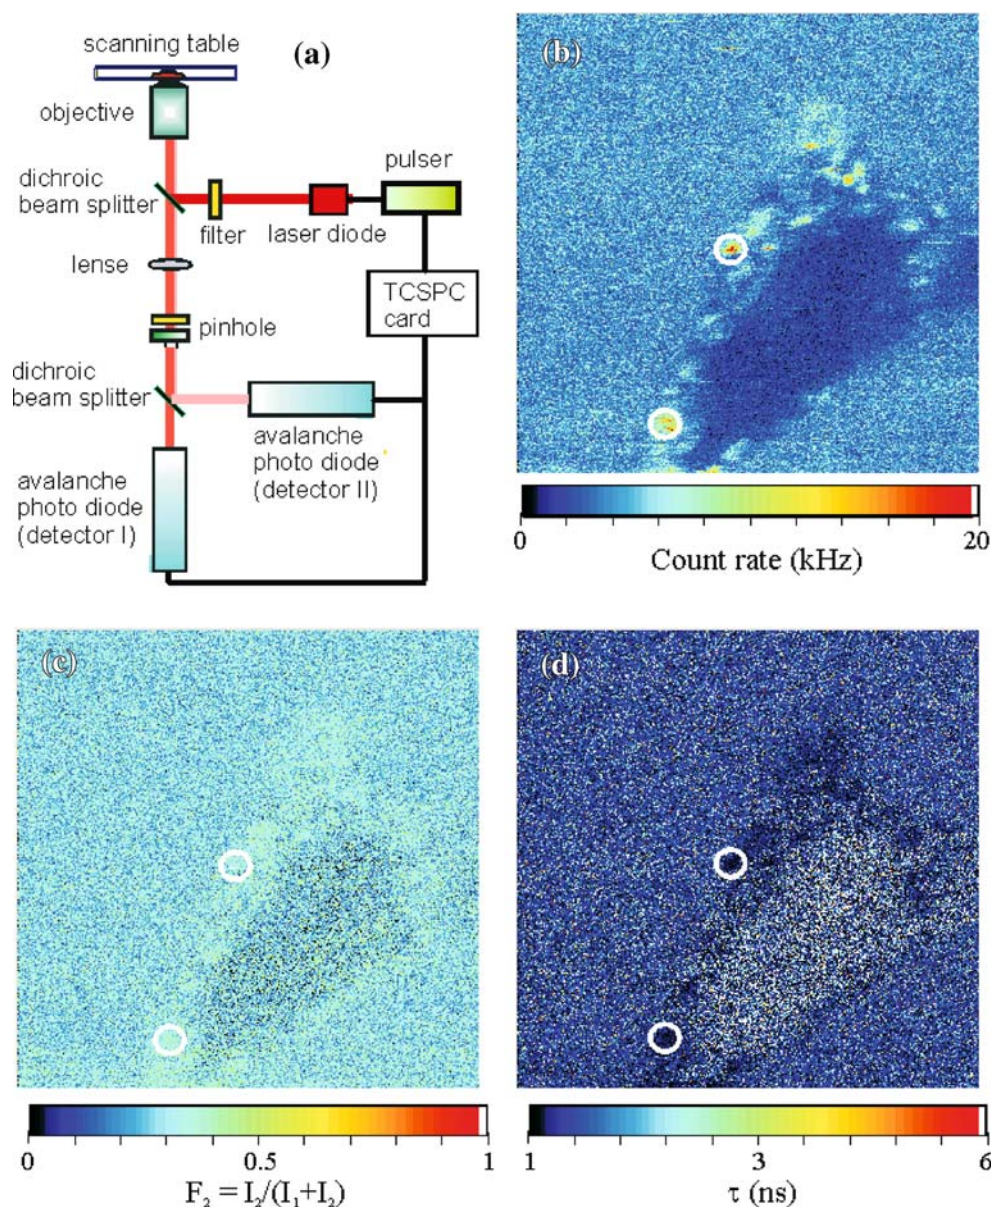 (a)
scanning table
objective
dichroic
beam splitter
filter
laser diode
pulser
lense
TCSPC
card
pinhole
dichroic
beam splitter
avalanche
photo diode
(detector II)
avalanche
photo diode
(detector I)
(b)
0
20
Count rate (kHz)
(c)
0
0.5
1
F₂ = I₂/(I₁+I₂)
(d)
1
3
6
τ (ns)